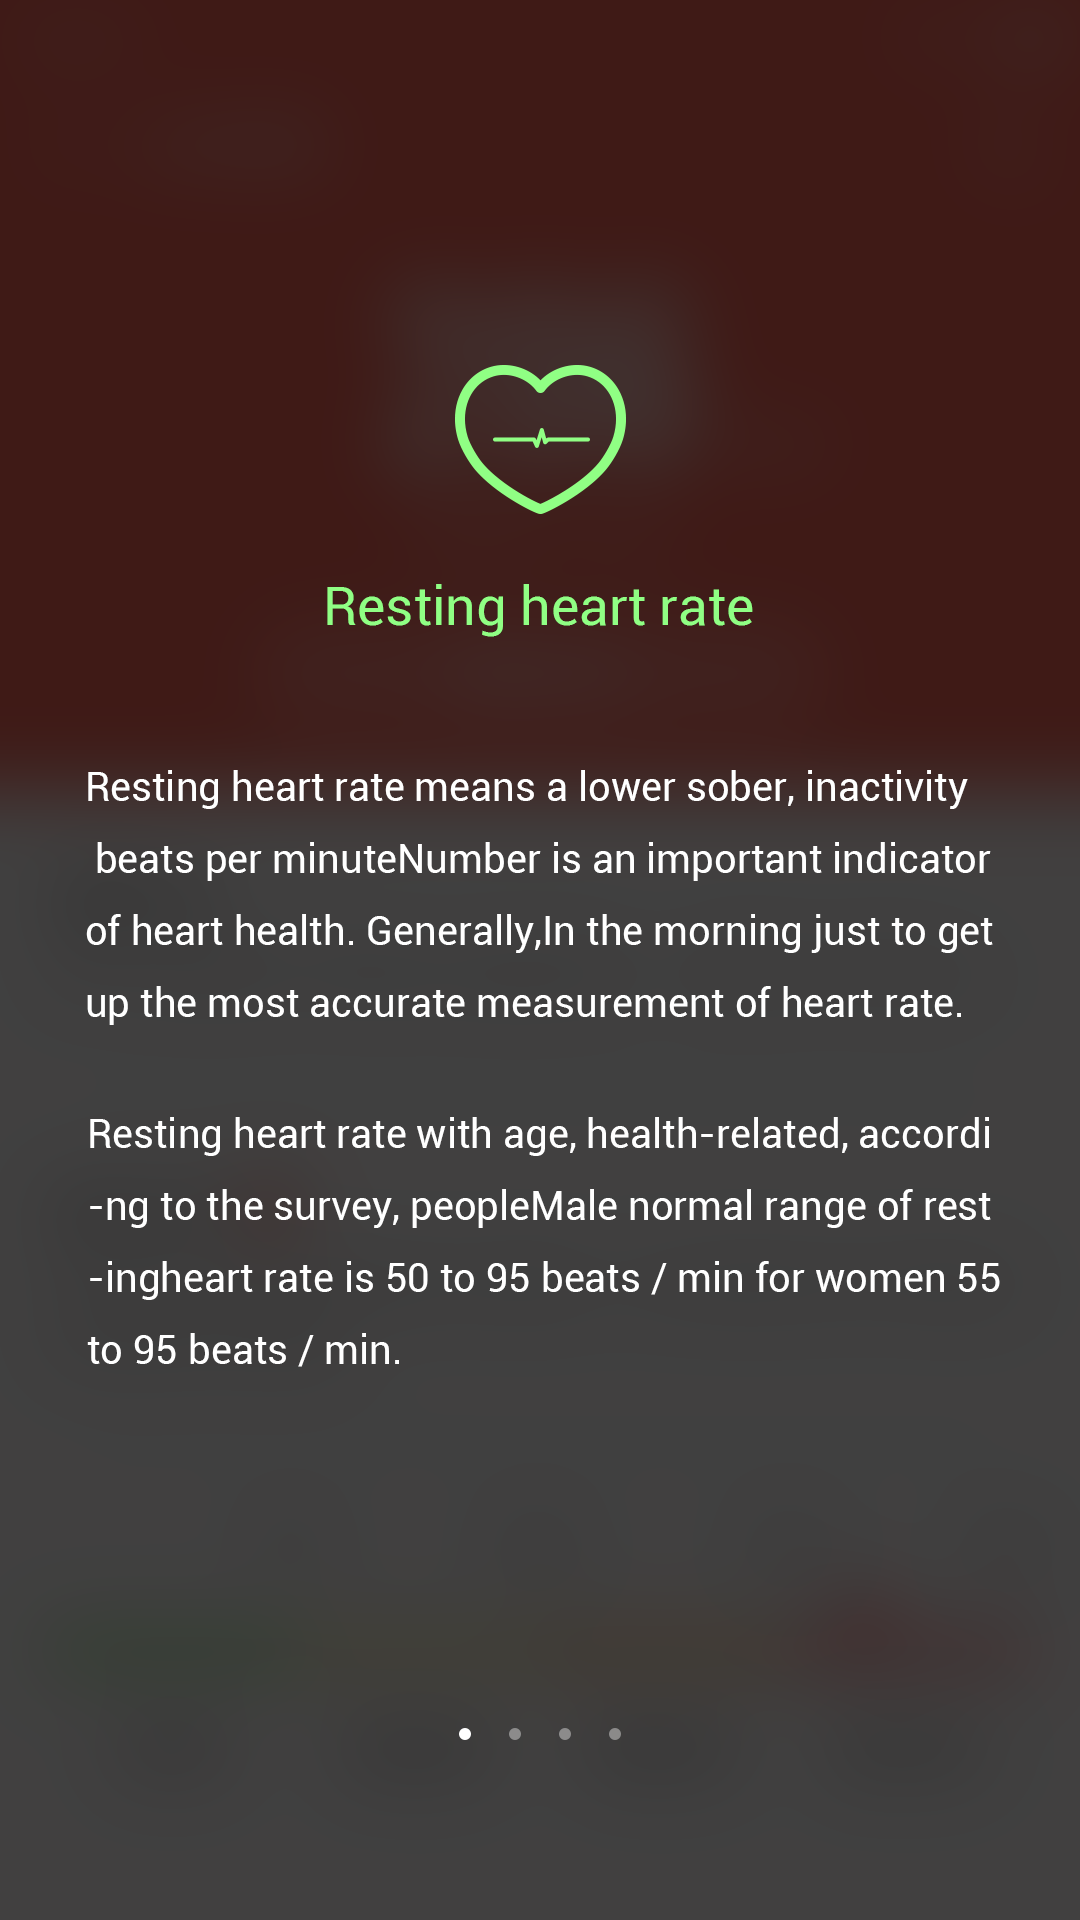 Resting heart rate
Resting heart rate means a lower sober, inactivity
beats per minuteNumber is an important indicator
of heart health. Generally,In the morning just to get
up the most accurate measurement of heart rate.
Resting heart rate with age, health-related, accordi
-ng to the survey, peopleMale normal range of rest
-ingheart rate is 50 to 95 beats / min for women 55
to 95 beats / min.